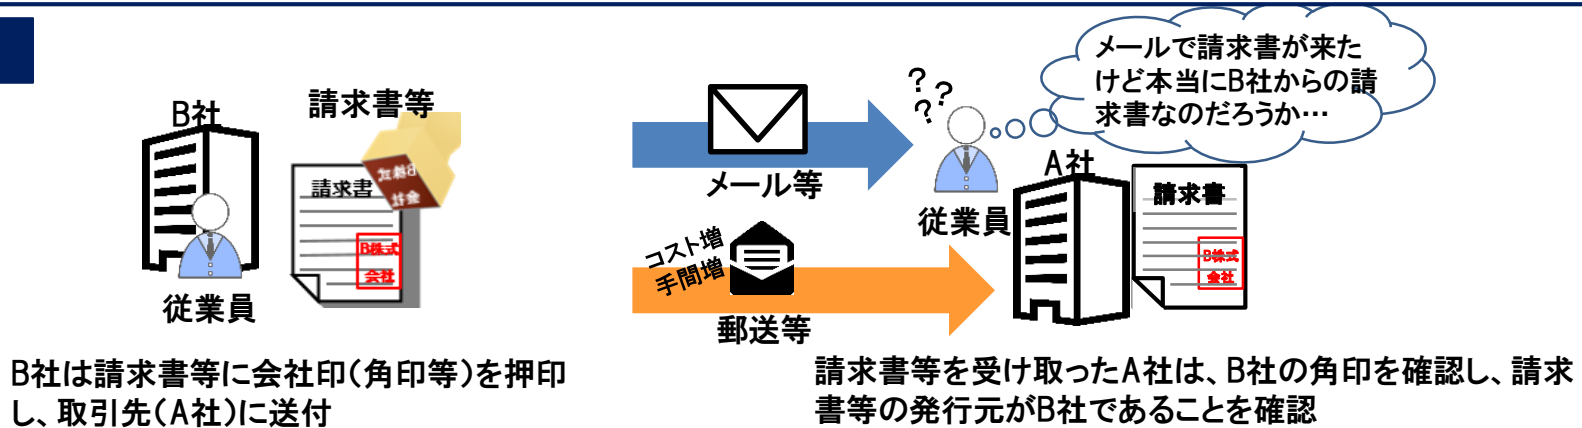 B社
請求書等
請求書
B株式
会社
B株式
会社
従業員
B社は請求書等に会社印(角印等)を押印
し、取引先(A社)に送付
メール等
コスト増
手間増
郵送等
???
メールで請求書が来た
けど本当にB社からの請
求書なのだろうか…
従業員
A社
請求書
B株式
会社
請求書等を受け取ったA社は、B社の角印を確認し、請求
書等の発行元がB社であることを確認